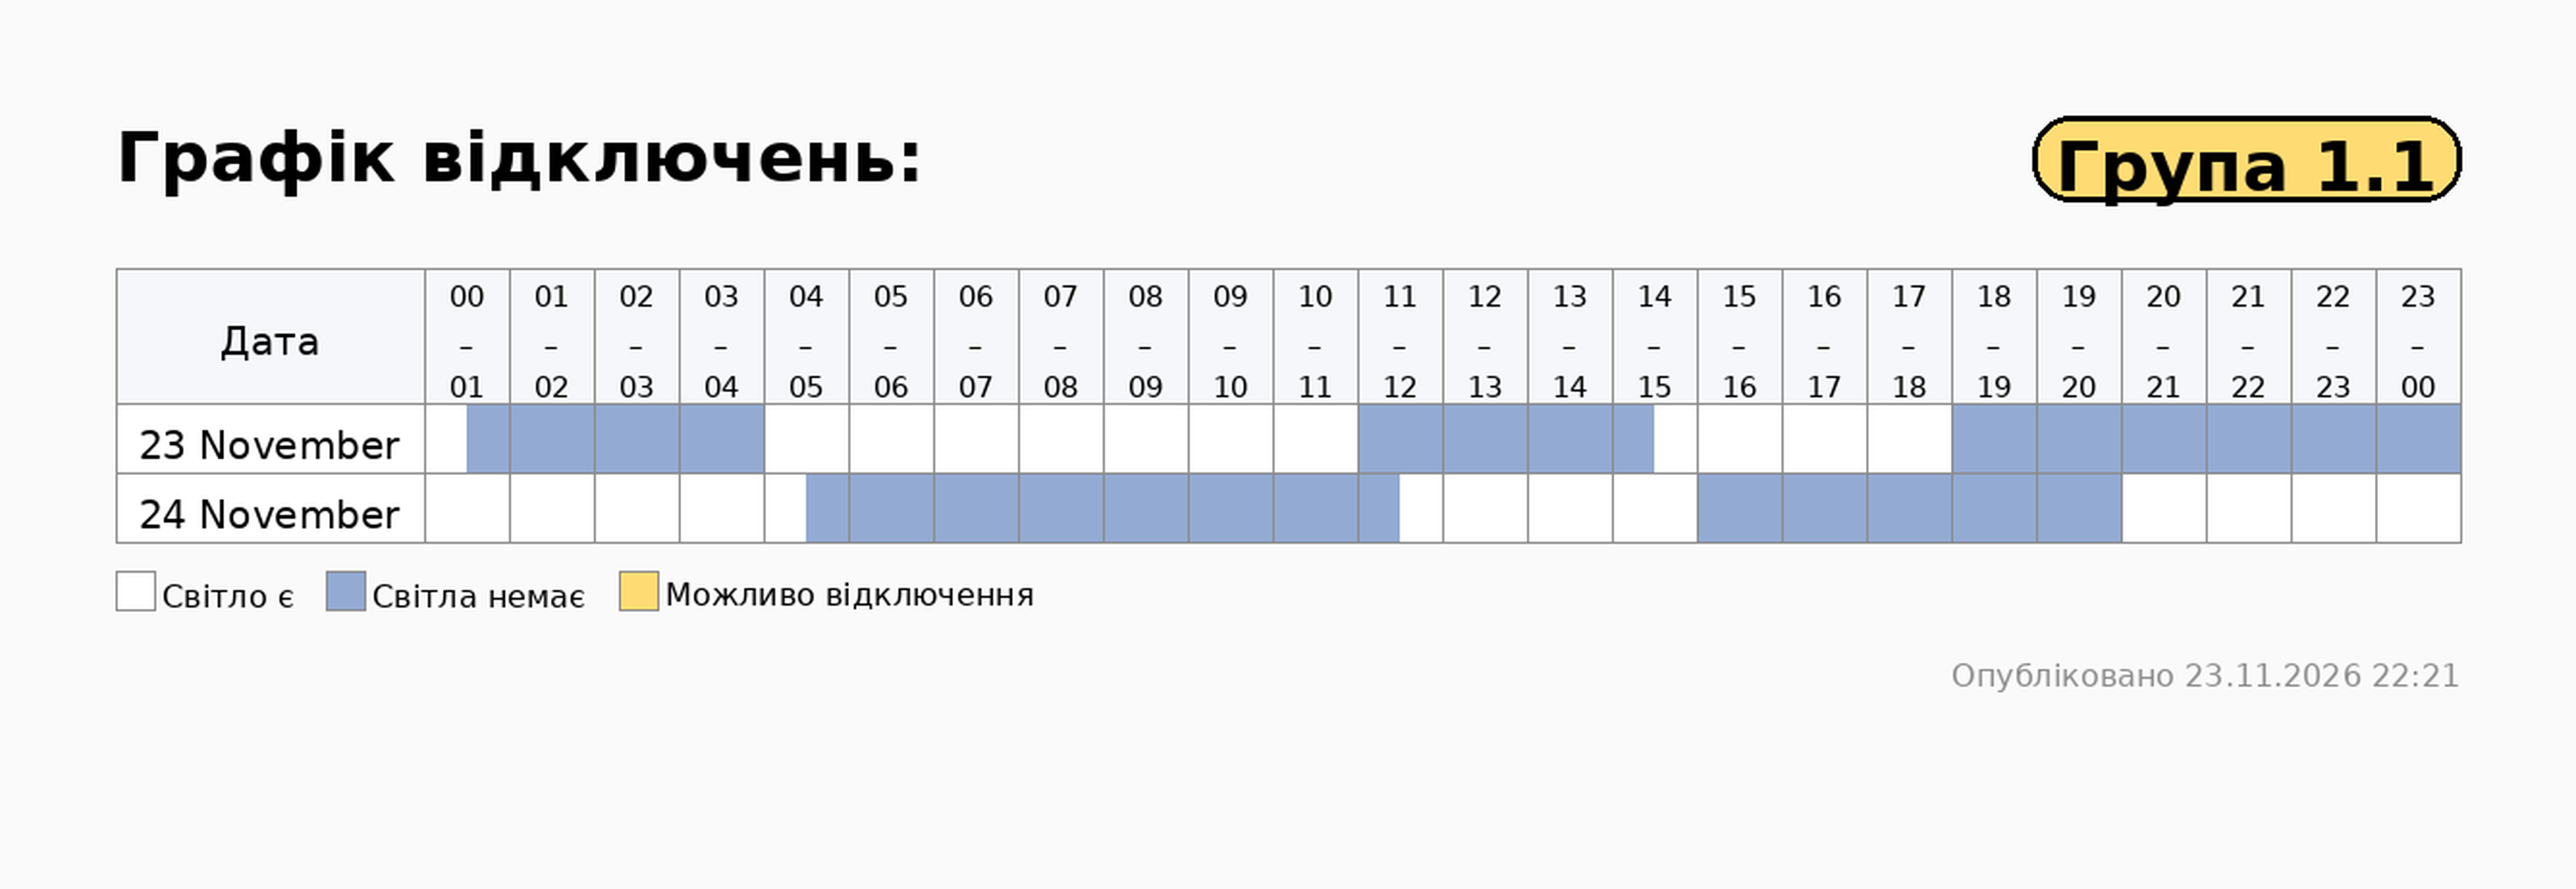 Графік відключень:
Група 1.1
Дата
00 – 01
01 – 02
02 – 03
03 – 04
04 – 05
05 – 06
06 – 07
07 – 08
08 – 09
09 – 10
10 – 11
11 – 12
12 – 13
13 – 14
14 – 15
15 – 16
16 – 17
17 – 18
18 – 19
19 – 20
20 – 21
21 – 22
22 – 23
23 – 00
23 November
24 November
Світло є
Світла немає
Можливо відключення
Опубліковано 23.11.2026 22:21